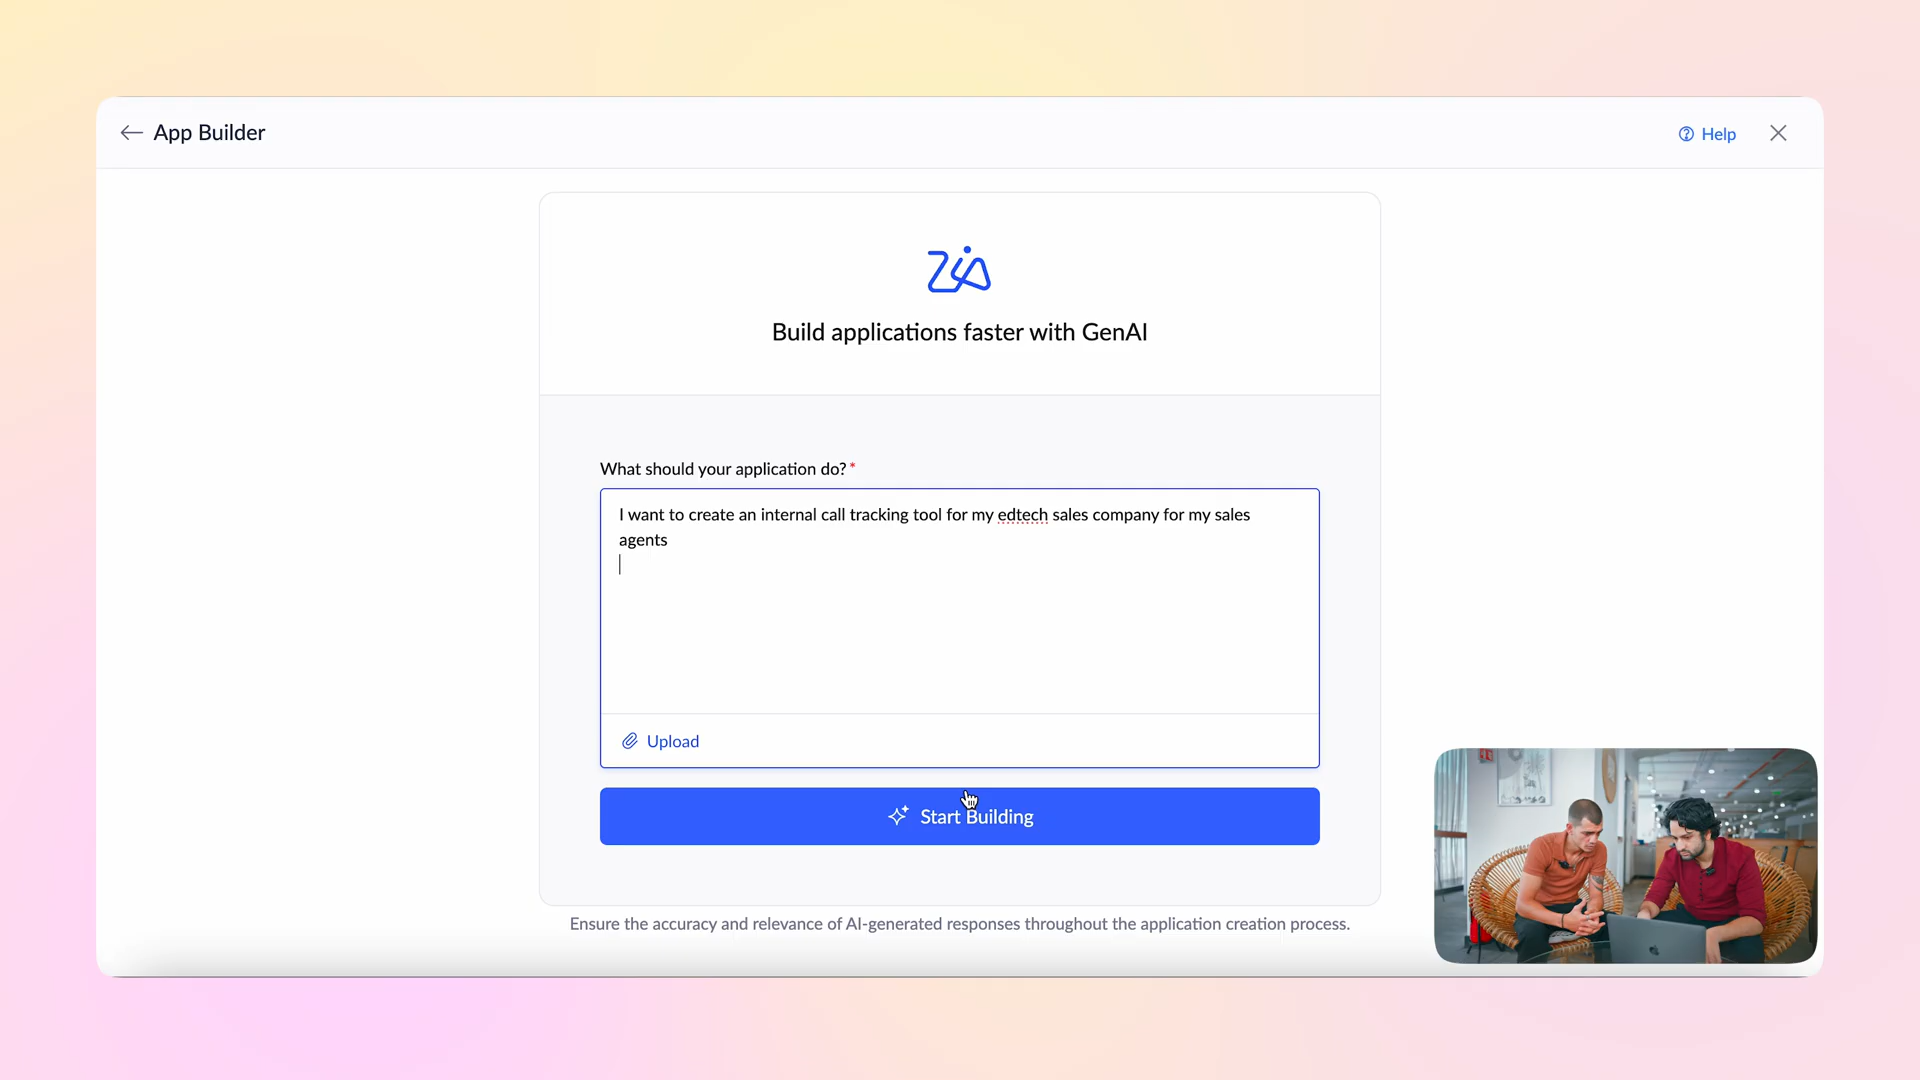 App Builder
Help
Zia
Build applications faster with GenAI
What should your application do? *
I want to create an internal call tracking tool for my edtech sales company for my sales
agents
Upload
Start Building
Ensure the accuracy and relevance of AI-generated responses throughout the application creation process.